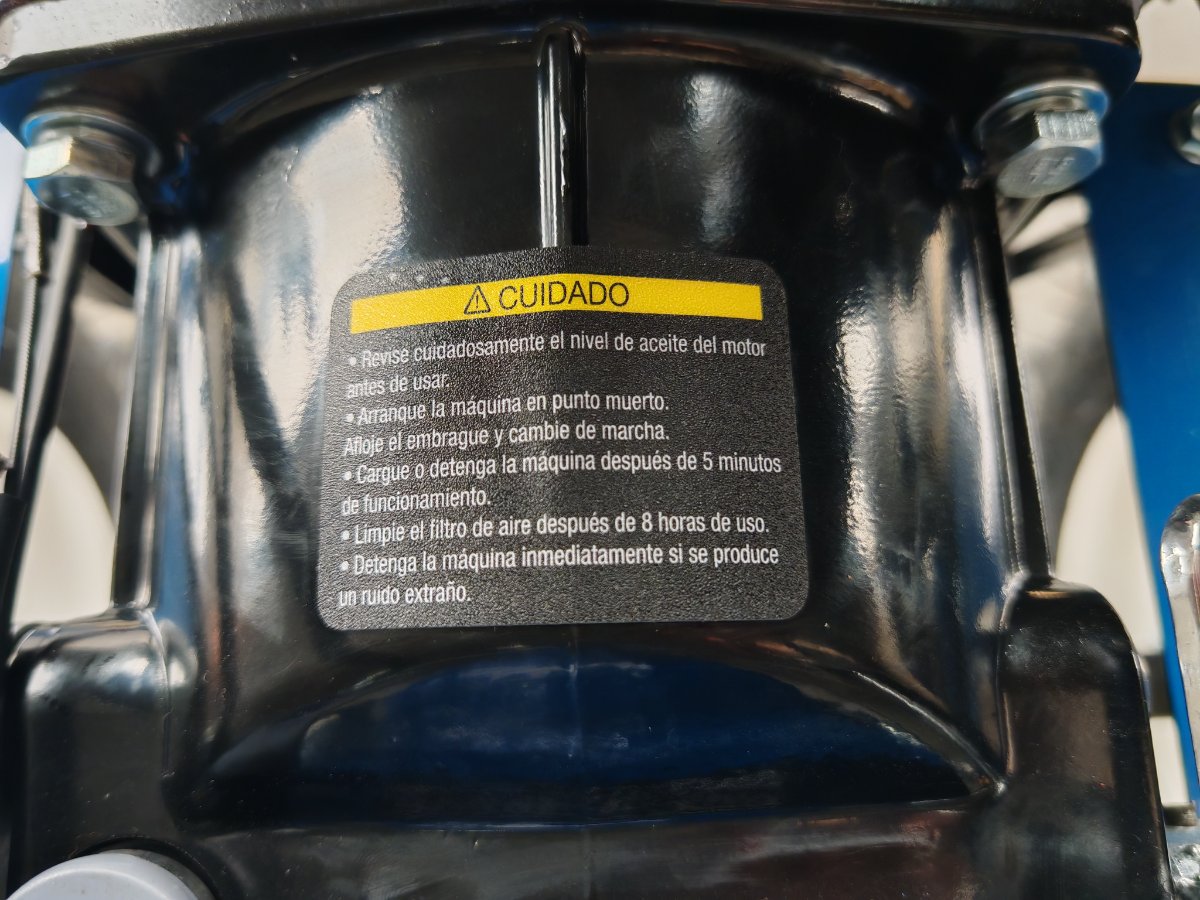 CUIDADO
• Revise cuidadosamente el nivel de aceite del motor
antes de usar.
• Arranque la máquina en punto muerto.
Afloje el embrague y cambie de marcha.
• Cargue o detenga la máquina después de 5 minutos
de funcionamiento.
• Limpie el filtro de aire después de 8 horas de uso.
• Detenga la máquina inmediatamente si se produce
un ruido extraño.